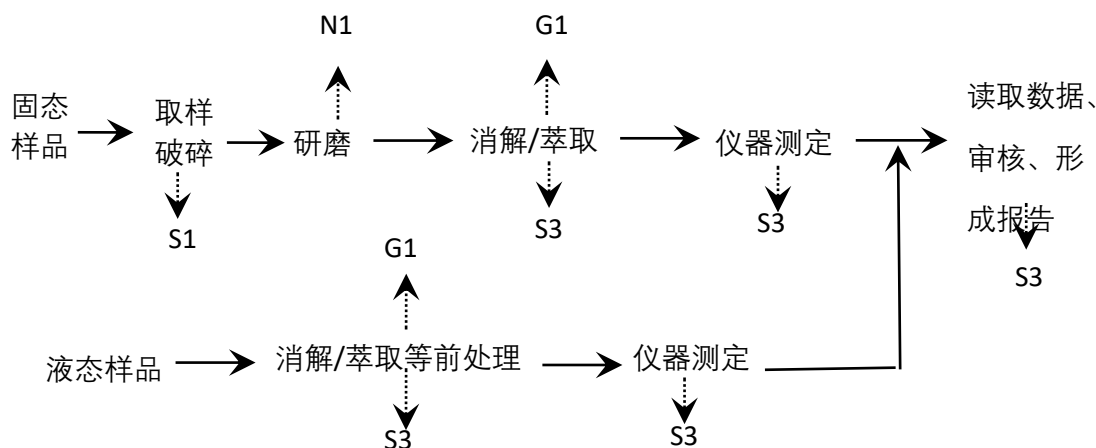 N1
G1
固态
样品
取样
破碎
研磨
消解/萃取
仪器测定
读取数据、
审核、形
成报告
S1
S3
S3
S3
G1
液态样品
消解/萃取等前处理
仪器测定
S3
S3